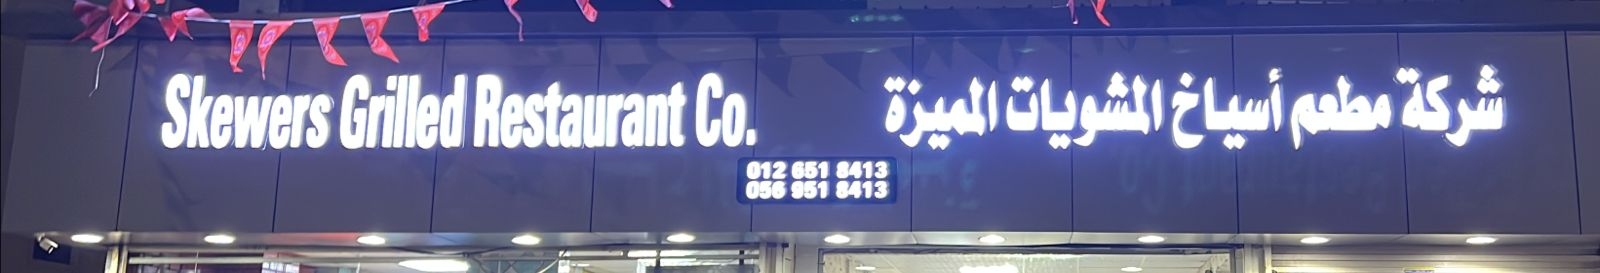 Skewers Grilled Restaurant Co.
شركة مطعم أسياخ المشويات المميزة
012 651 8413
056 951 8413